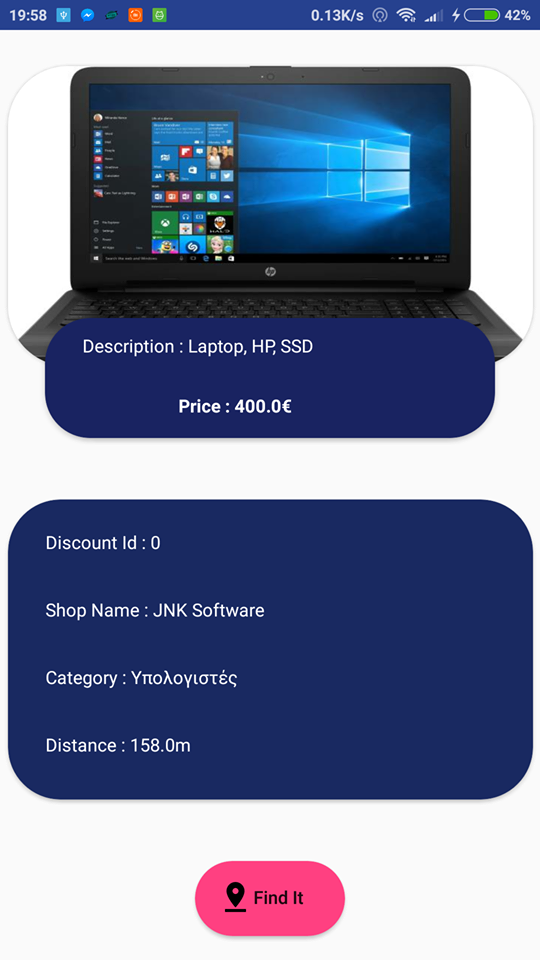 19:58
0.13K/s
42%
hp
Description : Laptop, HP, SSD
Price : 400.0€
Discount Id : 0
Shop Name : JNK Software
Category : Υπολογιστές
Distance : 158.0m
Find It